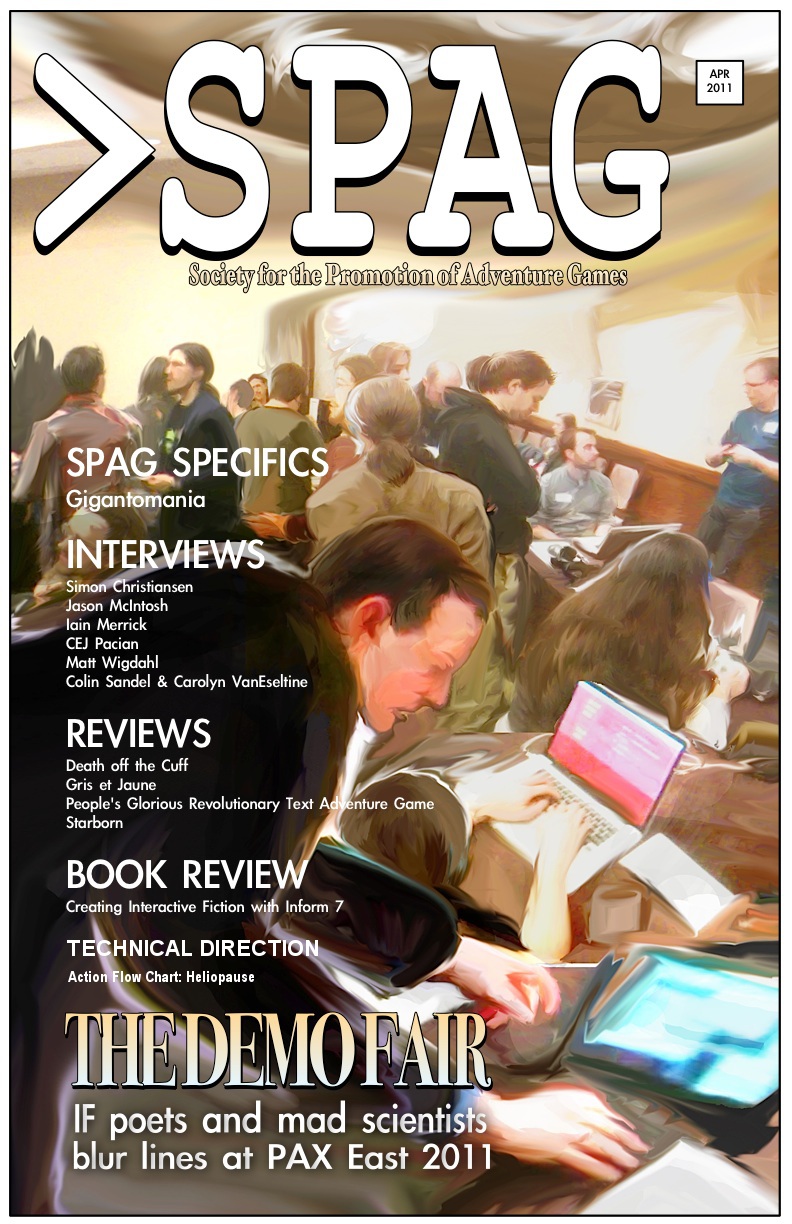 >SPAG
APR
2011
Society for the Promotion of Adventure Games
SPAG SPECIFICS
Gigantomania
INTERVIEWS
Simon Christiansen
Jason McIntosh
Iain Merrick
CEJ Pacian
Matt Wigdahl
Colin Sandel & Carolyn VanEseltine
REVIEWS
Death off the Cuff
Gris et Jaune
People's Glorious Revolutionary Text Adventure Game
Starborn
BOOK REVIEW
Creating Interactive Fiction with Inform 7
TECHNICAL DIRECTION
Action Flow Chart: Heliopause
THE DEMO FAIR
IF poets and mad scientists
blur lines at PAX East 2011